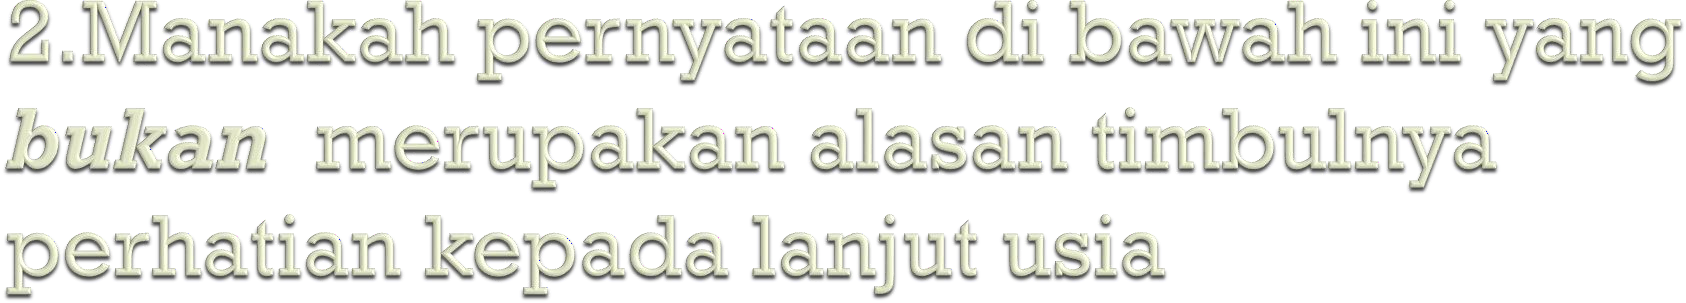 2.Manakah pernyataan di bawah ini yang
bukan merupakan alasan timbulnya
perhatian kepada lanjut usia